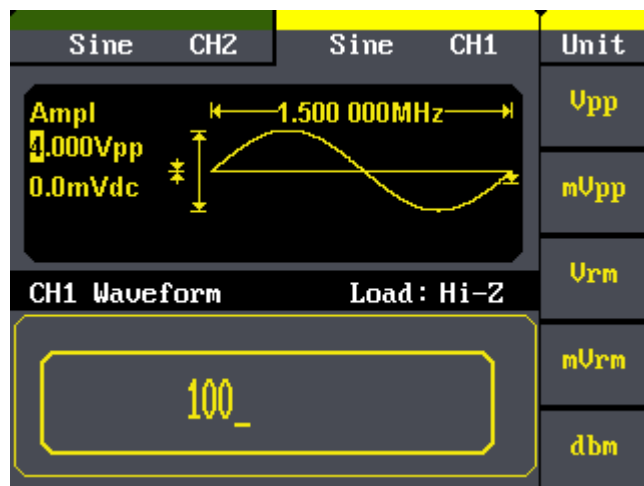 Sine CH2 Sine CH1 Unit
Ampl 1.500 000MHz Vpp
4.000Vpp
0.0mVdc mVpp
CH1 Waveform Load: Hi-Z Vrm
100_ mVrm
dbm